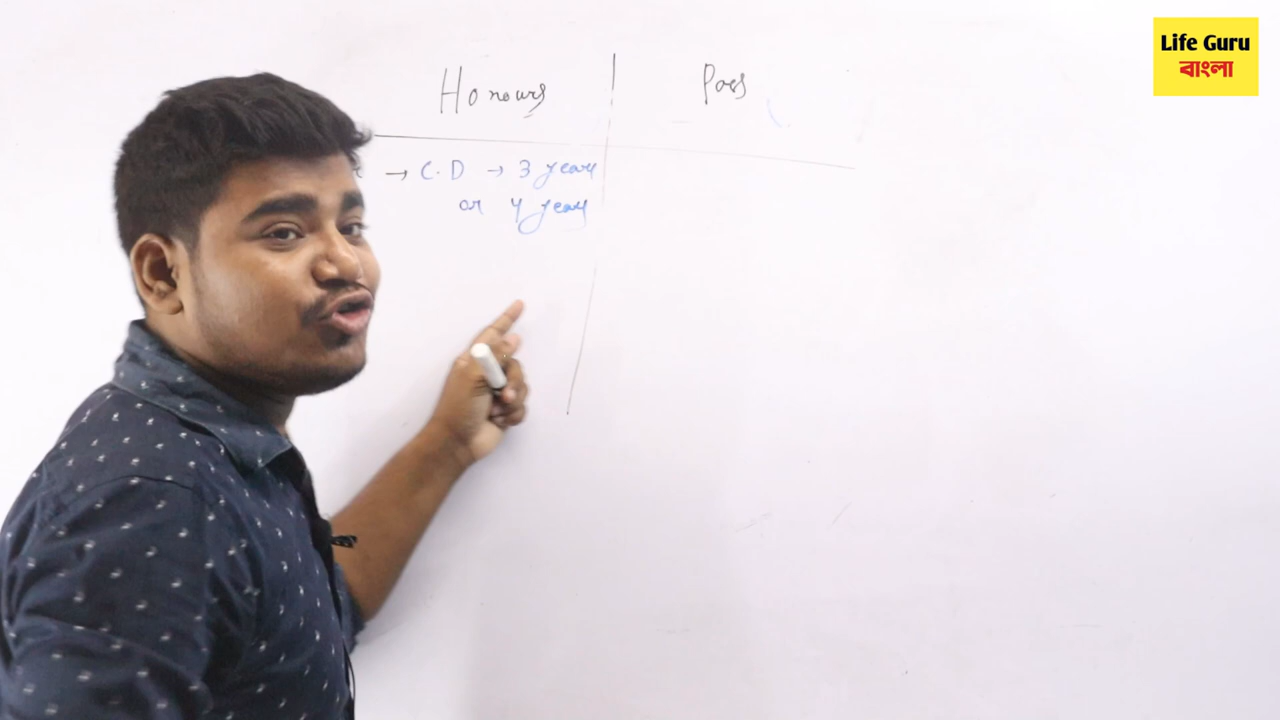 Honours Pass
→ C.D → 3 years
or 4 years
Life Guru
বাংলা